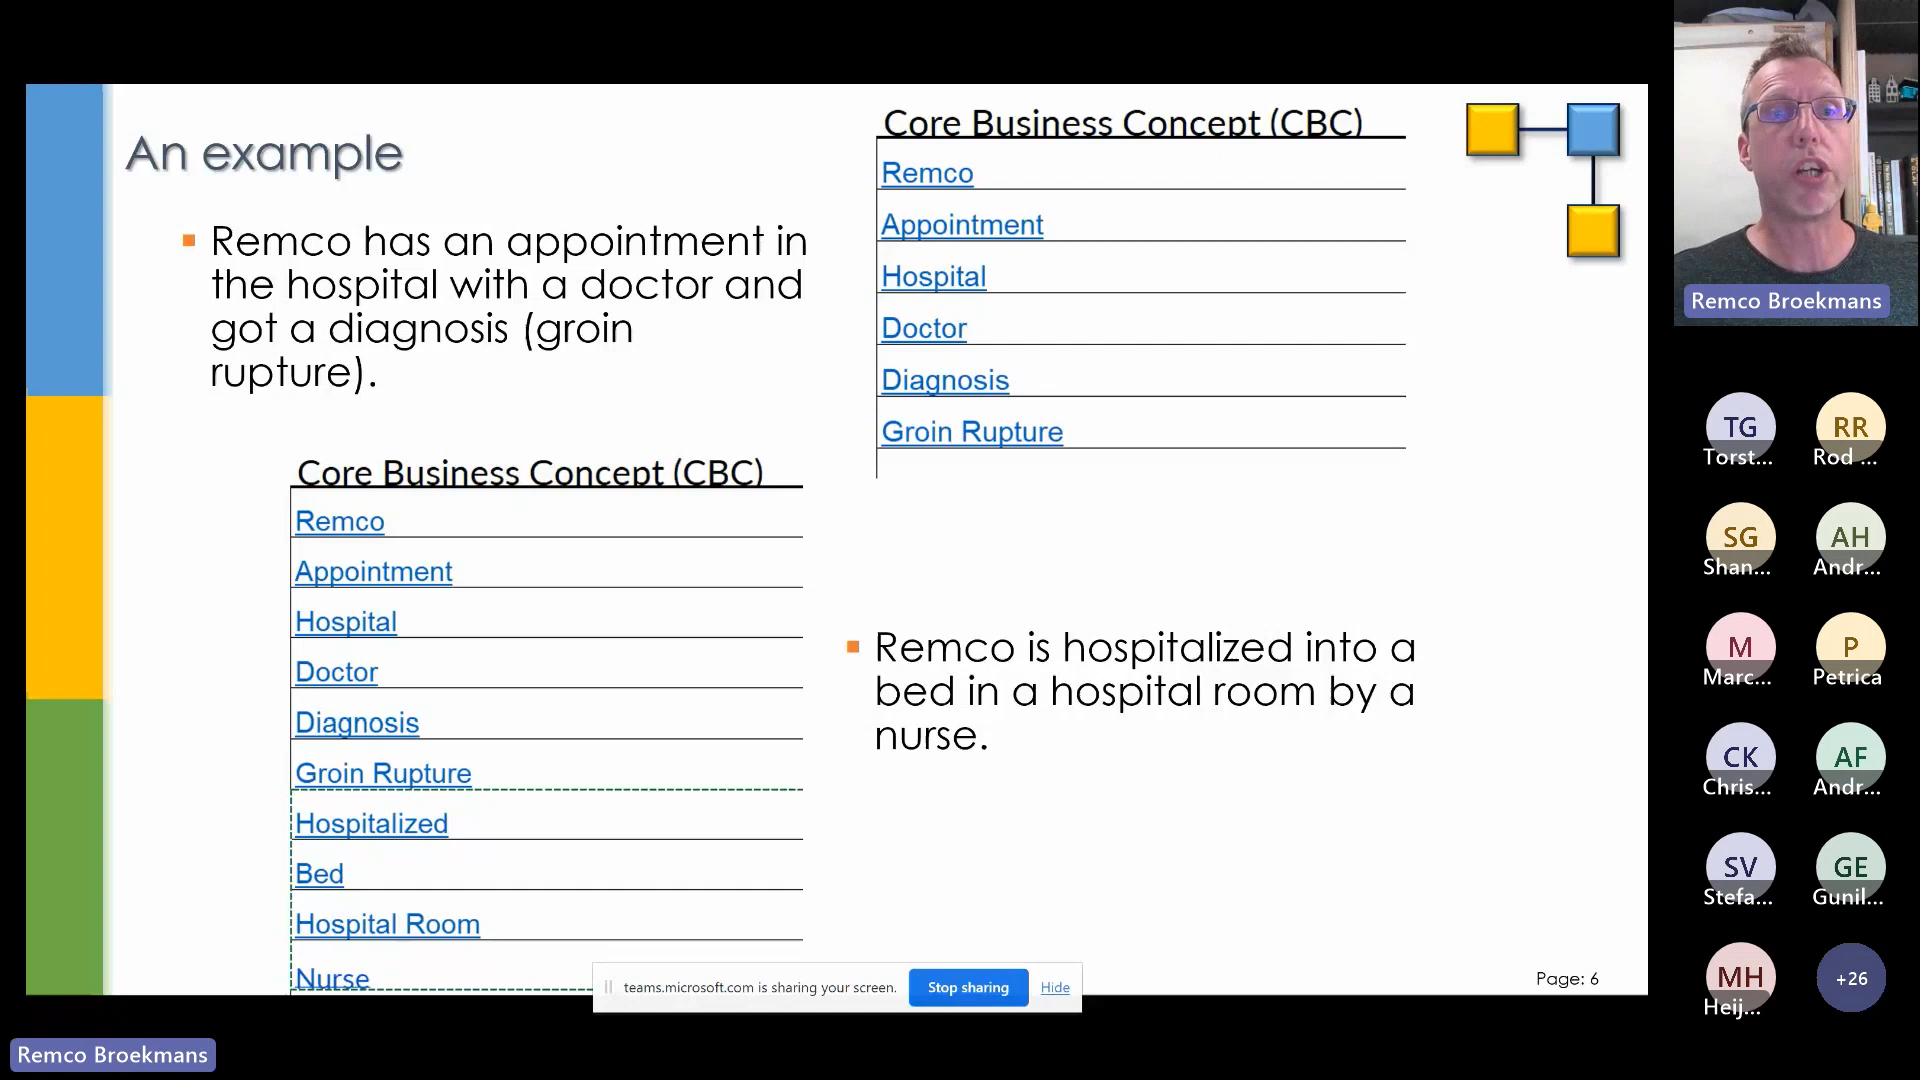 An example
Remco has an appointment in
the hospital with a doctor and
got a diagnosis (groin
rupture).
Core Business Concept (CBC)
Remco
Appointment
Hospital
Doctor
Diagnosis
Groin Rupture
Core Business Concept (CBC)
Remco
Appointment
Hospital
Doctor
Diagnosis
Groin Rupture
Hospitalized
Bed
Hospital Room
Nurse
Remco is hospitalized into a
bed in a hospital room by a
nurse.
Page: 6
teams.microsoft.com is sharing your screen.
Stop sharing
Hide
Remco Broekmans
Remco Broekmans
TG
Torst...
RR
Rod ...
SG
Shan...
AH
Andr...
M
Marc...
P
Petrica
CK
Chris...
AF
Andr...
SV
Stefa...
GE
Gunil...
MH
Heij...
+26